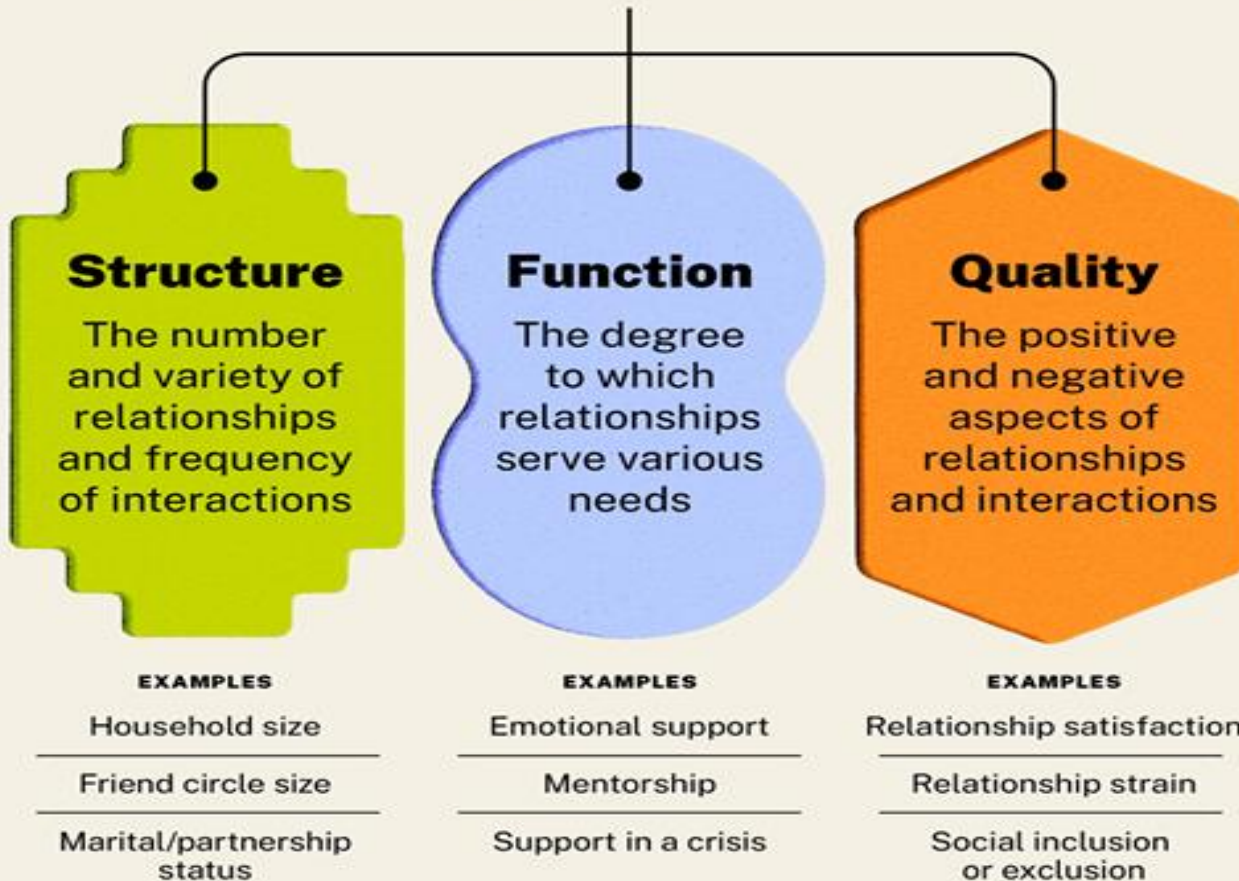 Structure
The number
and variety of
relationships
and frequency
of interactions
EXAMPLES
Household size
Friend circle size
Marital/partnership
status
Function
The degree
to which
relationships
serve various
needs
EXAMPLES
Emotional support
Mentorship
Support in a crisis
Quality
The positive
and negative
aspects of
relationships
and interactions
EXAMPLES
Relationship satisfaction
Relationship strain
Social inclusion
or exclusion